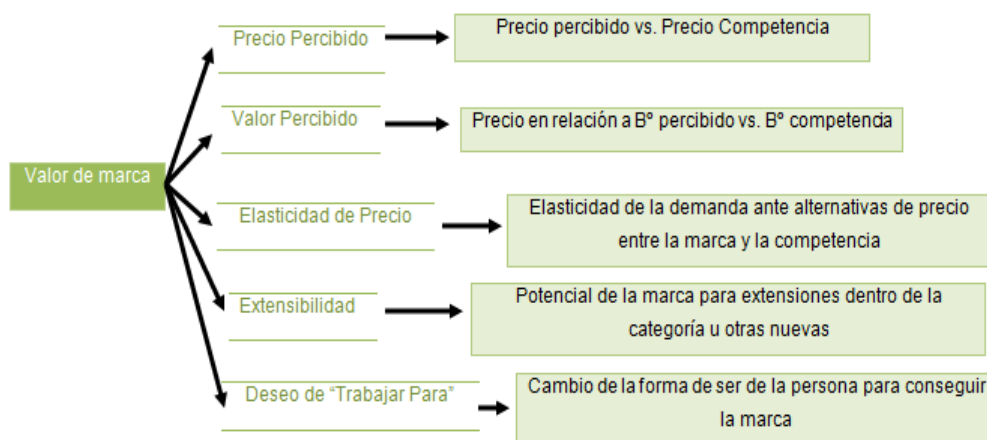 Valor de marca
Precio Percibido
Precio percibido vs. Precio Competencia
Valor Percibido
Precio en relación a Bº percibido vs. Bº competencia
Elasticidad de Precio
Elasticidad de la demanda ante alternativas de precio
entre la marca y la competencia
Extensibilidad
Potencial de la marca para extensiones dentro de la
categoría u otras nuevas
Deseo de “Trabajar Para”
Cambio de la forma de ser de la persona para conseguir
la marca